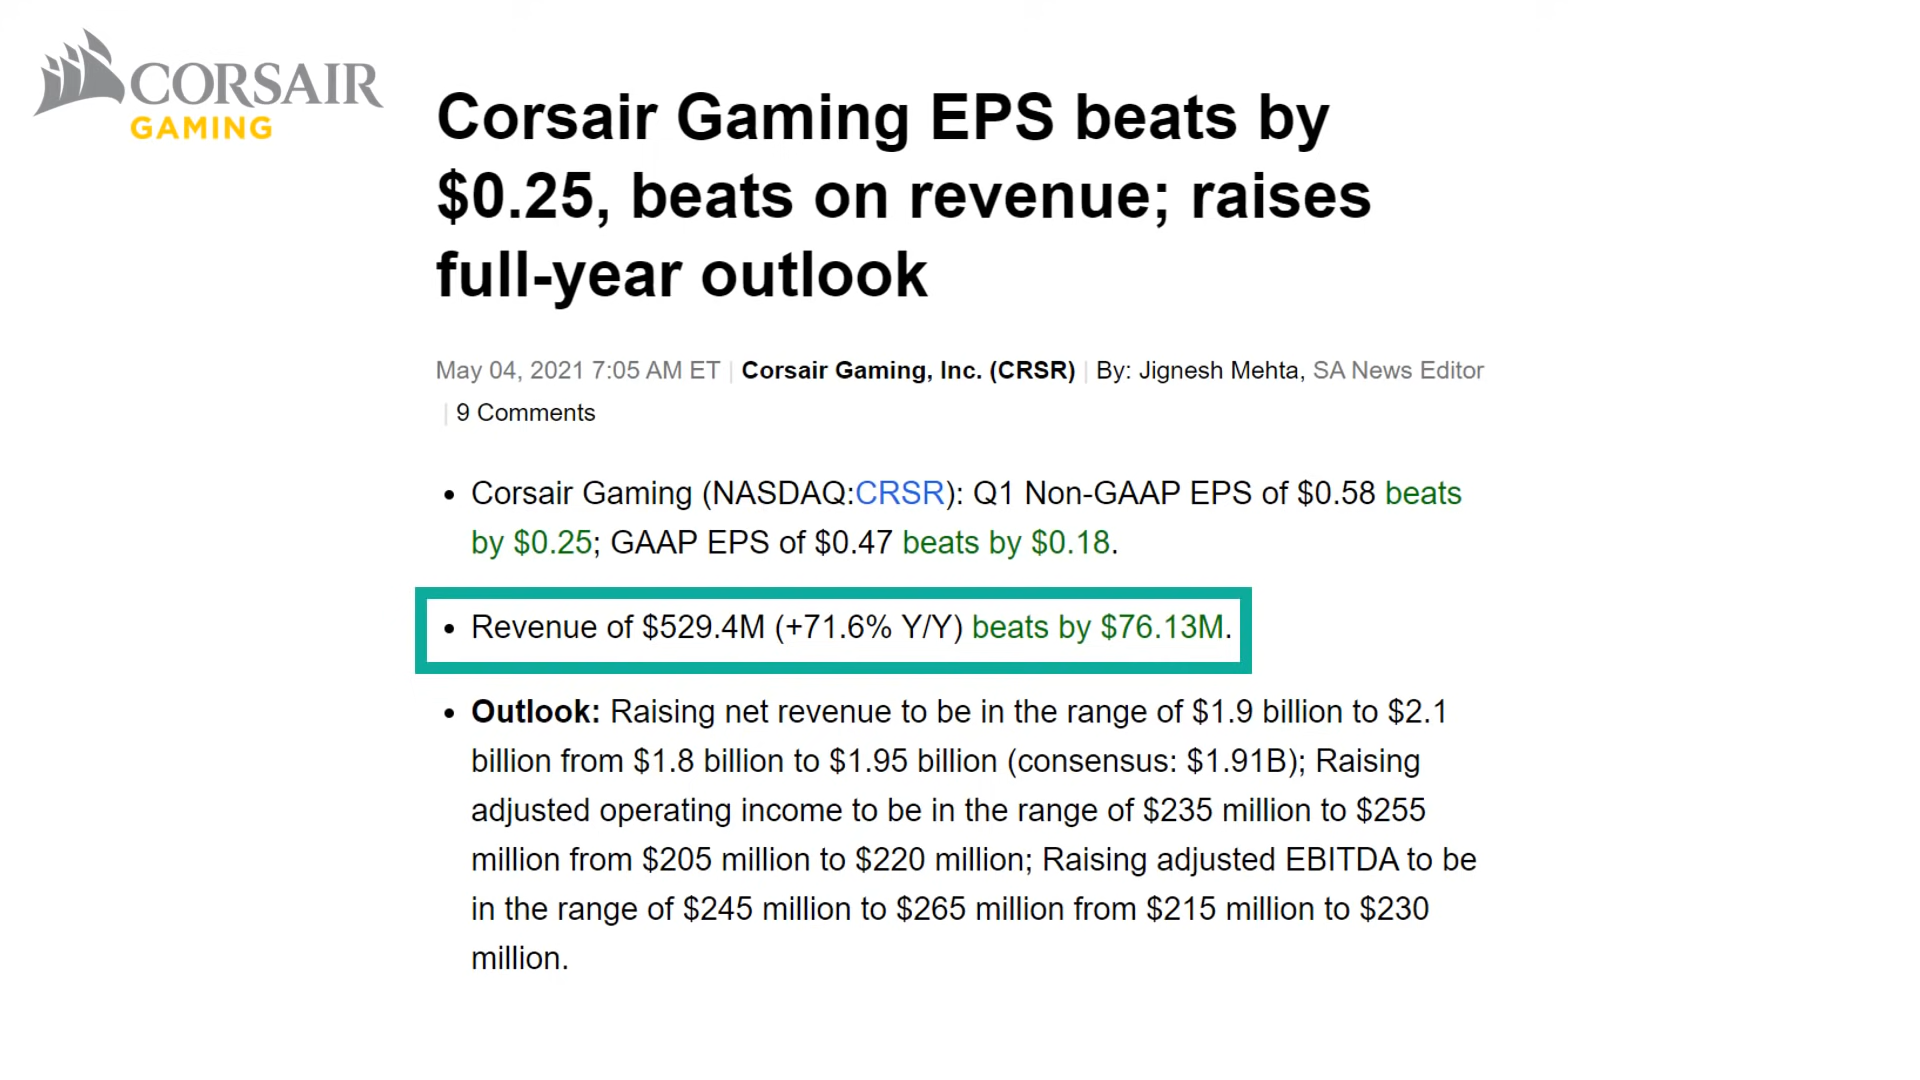 CORSAIR
GAMING
Corsair Gaming EPS beats by
$0.25, beats on revenue; raises
full-year outlook
May 04, 2021 7:05 AM ET | Corsair Gaming, Inc. (CRSR) | By: Jignesh Mehta, SA News Editor
| 9 Comments
• Corsair Gaming (NASDAQ:CRSR): Q1 Non-GAAP EPS of $0.58 beats
by $0.25; GAAP EPS of $0.47 beats by $0.18.
• Revenue of $529.4M (+71.6% Y/Y) beats by $76.13M.
• Outlook: Raising net revenue to be in the range of $1.9 billion to $2.1
billion from $1.8 billion to $1.95 billion (consensus: $1.91B); Raising
adjusted operating income to be in the range of $235 million to $255
million from $205 million to $220 million; Raising adjusted EBITDA to be
in the range of $245 million to $265 million from $215 million to $230
million.